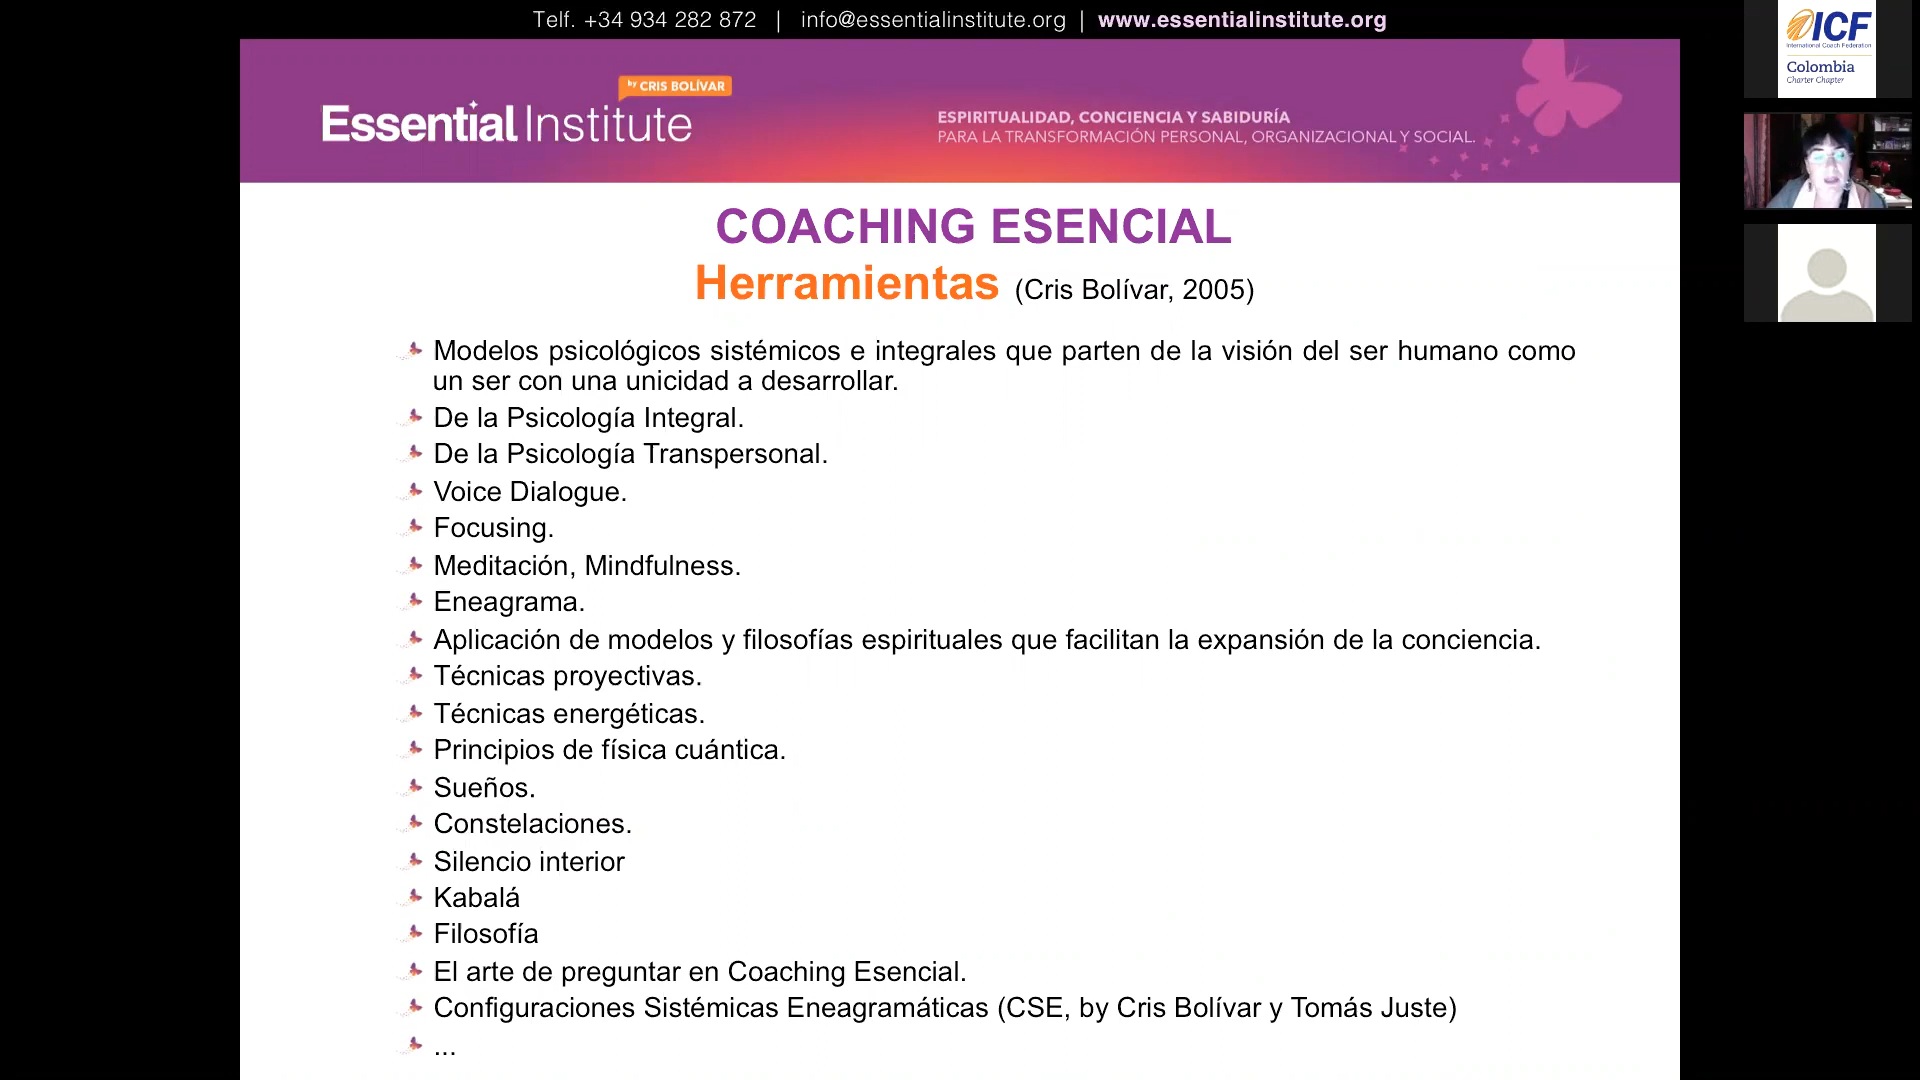 Telf. +34 934 282 872 | info@essentialinstitute.org | www.essentialinstitute.org
by CRIS BOLÍVAR
Essential Institute
ESPIRITUALIDAD, CONCIENCIA Y SABIDURÍA
PARA LA TRANSFORMACIÓN PERSONAL, ORGANIZACIONAL Y SOCIAL.
ICF
International Coach Federation
Colombia
Charter Chapter
COACHING ESENCIAL
Herramientas (Cris Bolívar, 2005)
Modelos psicológicos sistémicos e integrales que parten de la visión del ser humano como
un ser con una unicidad a desarrollar.
De la Psicología Integral.
De la Psicología Transpersonal.
Voice Dialogue.
Focusing.
Meditación, Mindfulness.
Eneagrama.
Aplicación de modelos y filosofías espirituales que facilitan la expansión de la conciencia.
Técnicas proyectivas.
Técnicas energéticas.
Principios de física cuántica.
Sueños.
Constelaciones.
Silencio interior
Kabalá
Filosofía
El arte de preguntar en Coaching Esencial.
Configuraciones Sistémicas Eneagramáticas (CSE, by Cris Bolívar y Tomás Juste)
...